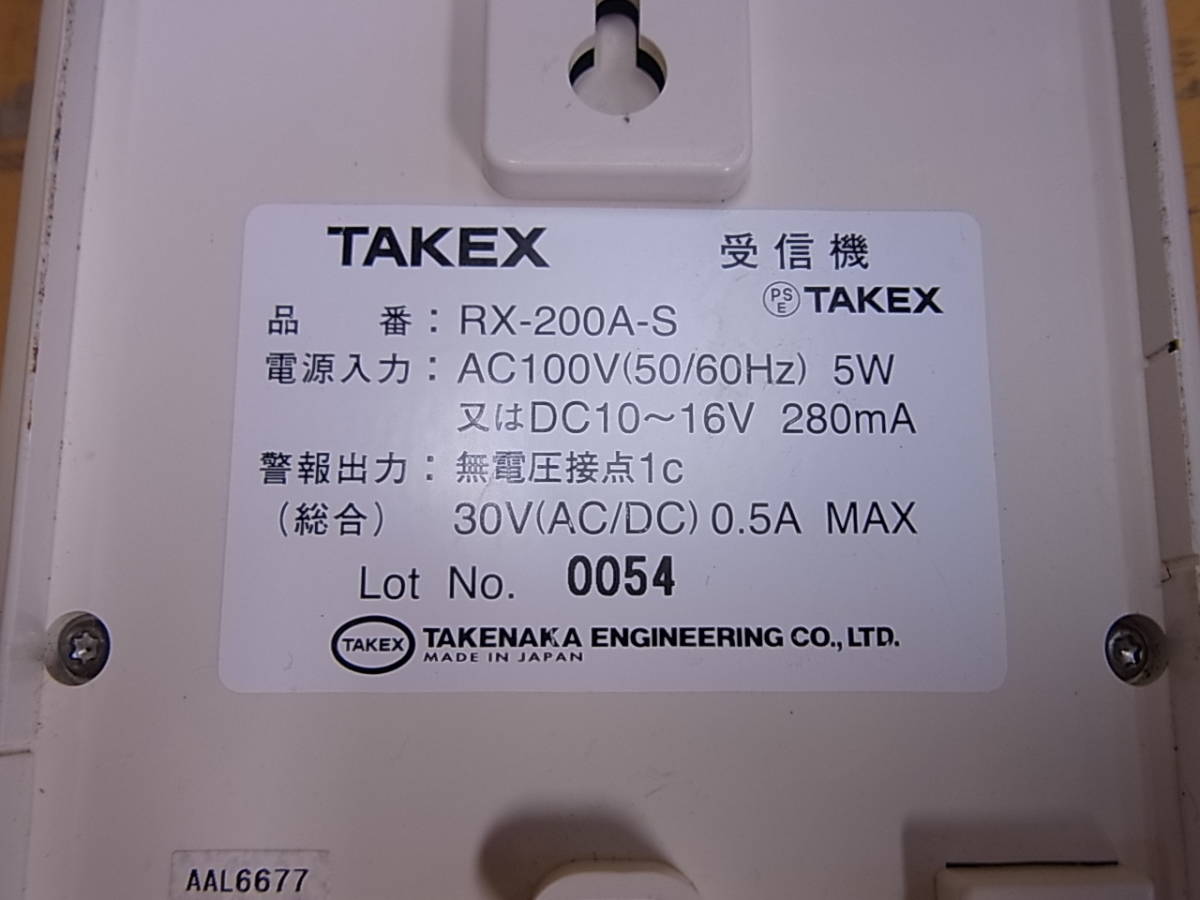 TAKEX 受信機
PS E TAKEX
品番：RX-200A-S
電源入力：AC100V(50/60Hz) 5W
又はDC10～16V 280mA
警報出力：無電圧接点1c
(総合) 30V(AC/DC) 0.5A MAX
Lot No. 0054
TAKEX TAKENAKA ENGINEERING CO., LTD.
MADE IN JAPAN
AAL6677